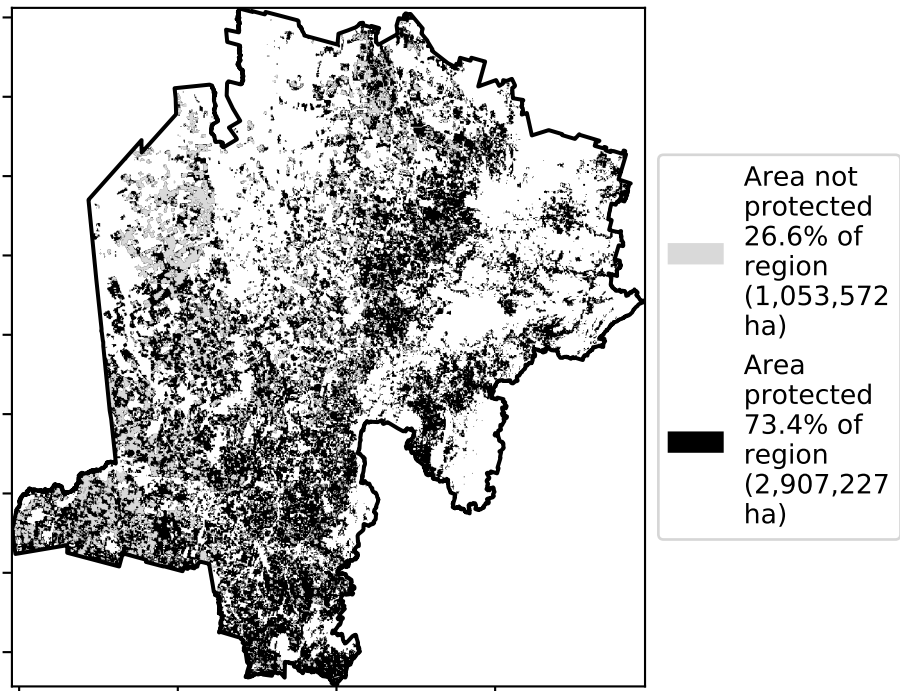 Area not
protected
26.6% of
region
(1,053,572
ha)
Area
protected
73.4% of
region
(2,907,227
ha)